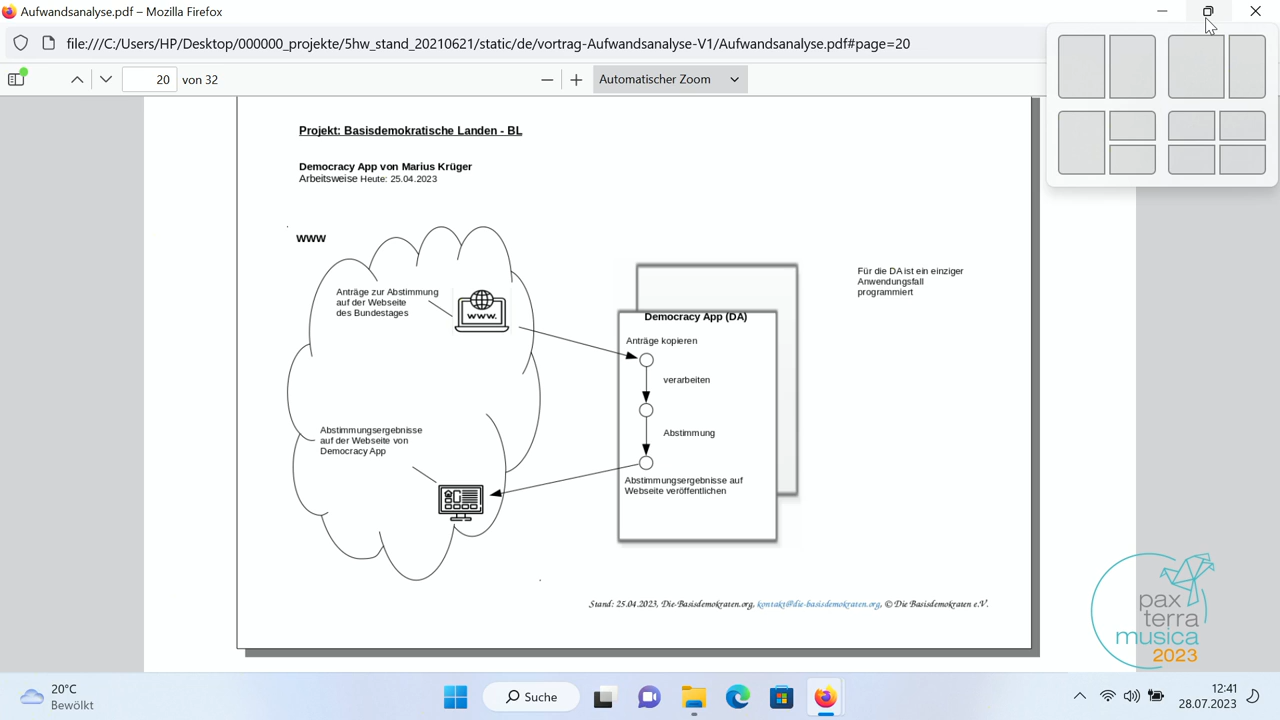 Aufwandsanalyse.pdf – Mozilla Firefox
file:///C:/Users/HP/Desktop/000000_projekte/5hw_stand_20210621/static/de/vortrag-Aufwandsanalyse-V1/Aufwandsanalyse.pdf#page=20
20 von 32
Automatischer Zoom
Projekt: Basisdemokratische Landen - BL
Democracy App von Marius Krüger
Arbeitsweise Heute: 25.04.2023
www
Anträge zur Abstimmung
auf der Webseite
des Bundestages
www.
Abstimmungsergebnisse
auf der Webseite von
Democracy App
Democracy App (DA)
Anträge kopieren
verarbeiten
Abstimmung
Abstimmungsergebnisse auf
Webseite veröffentlichen
Für die DA ist ein einziger
Anwendungsfall
programmiert
Stand: 25.04.2023, Die-Basisdemokraten.org, kontakt@die-basisdemokraten.org, © Die Basisdemokraten e.V.
pax
terra
musica
2023
20°C
Bewölkt
Suche
12:41
28.07.2023